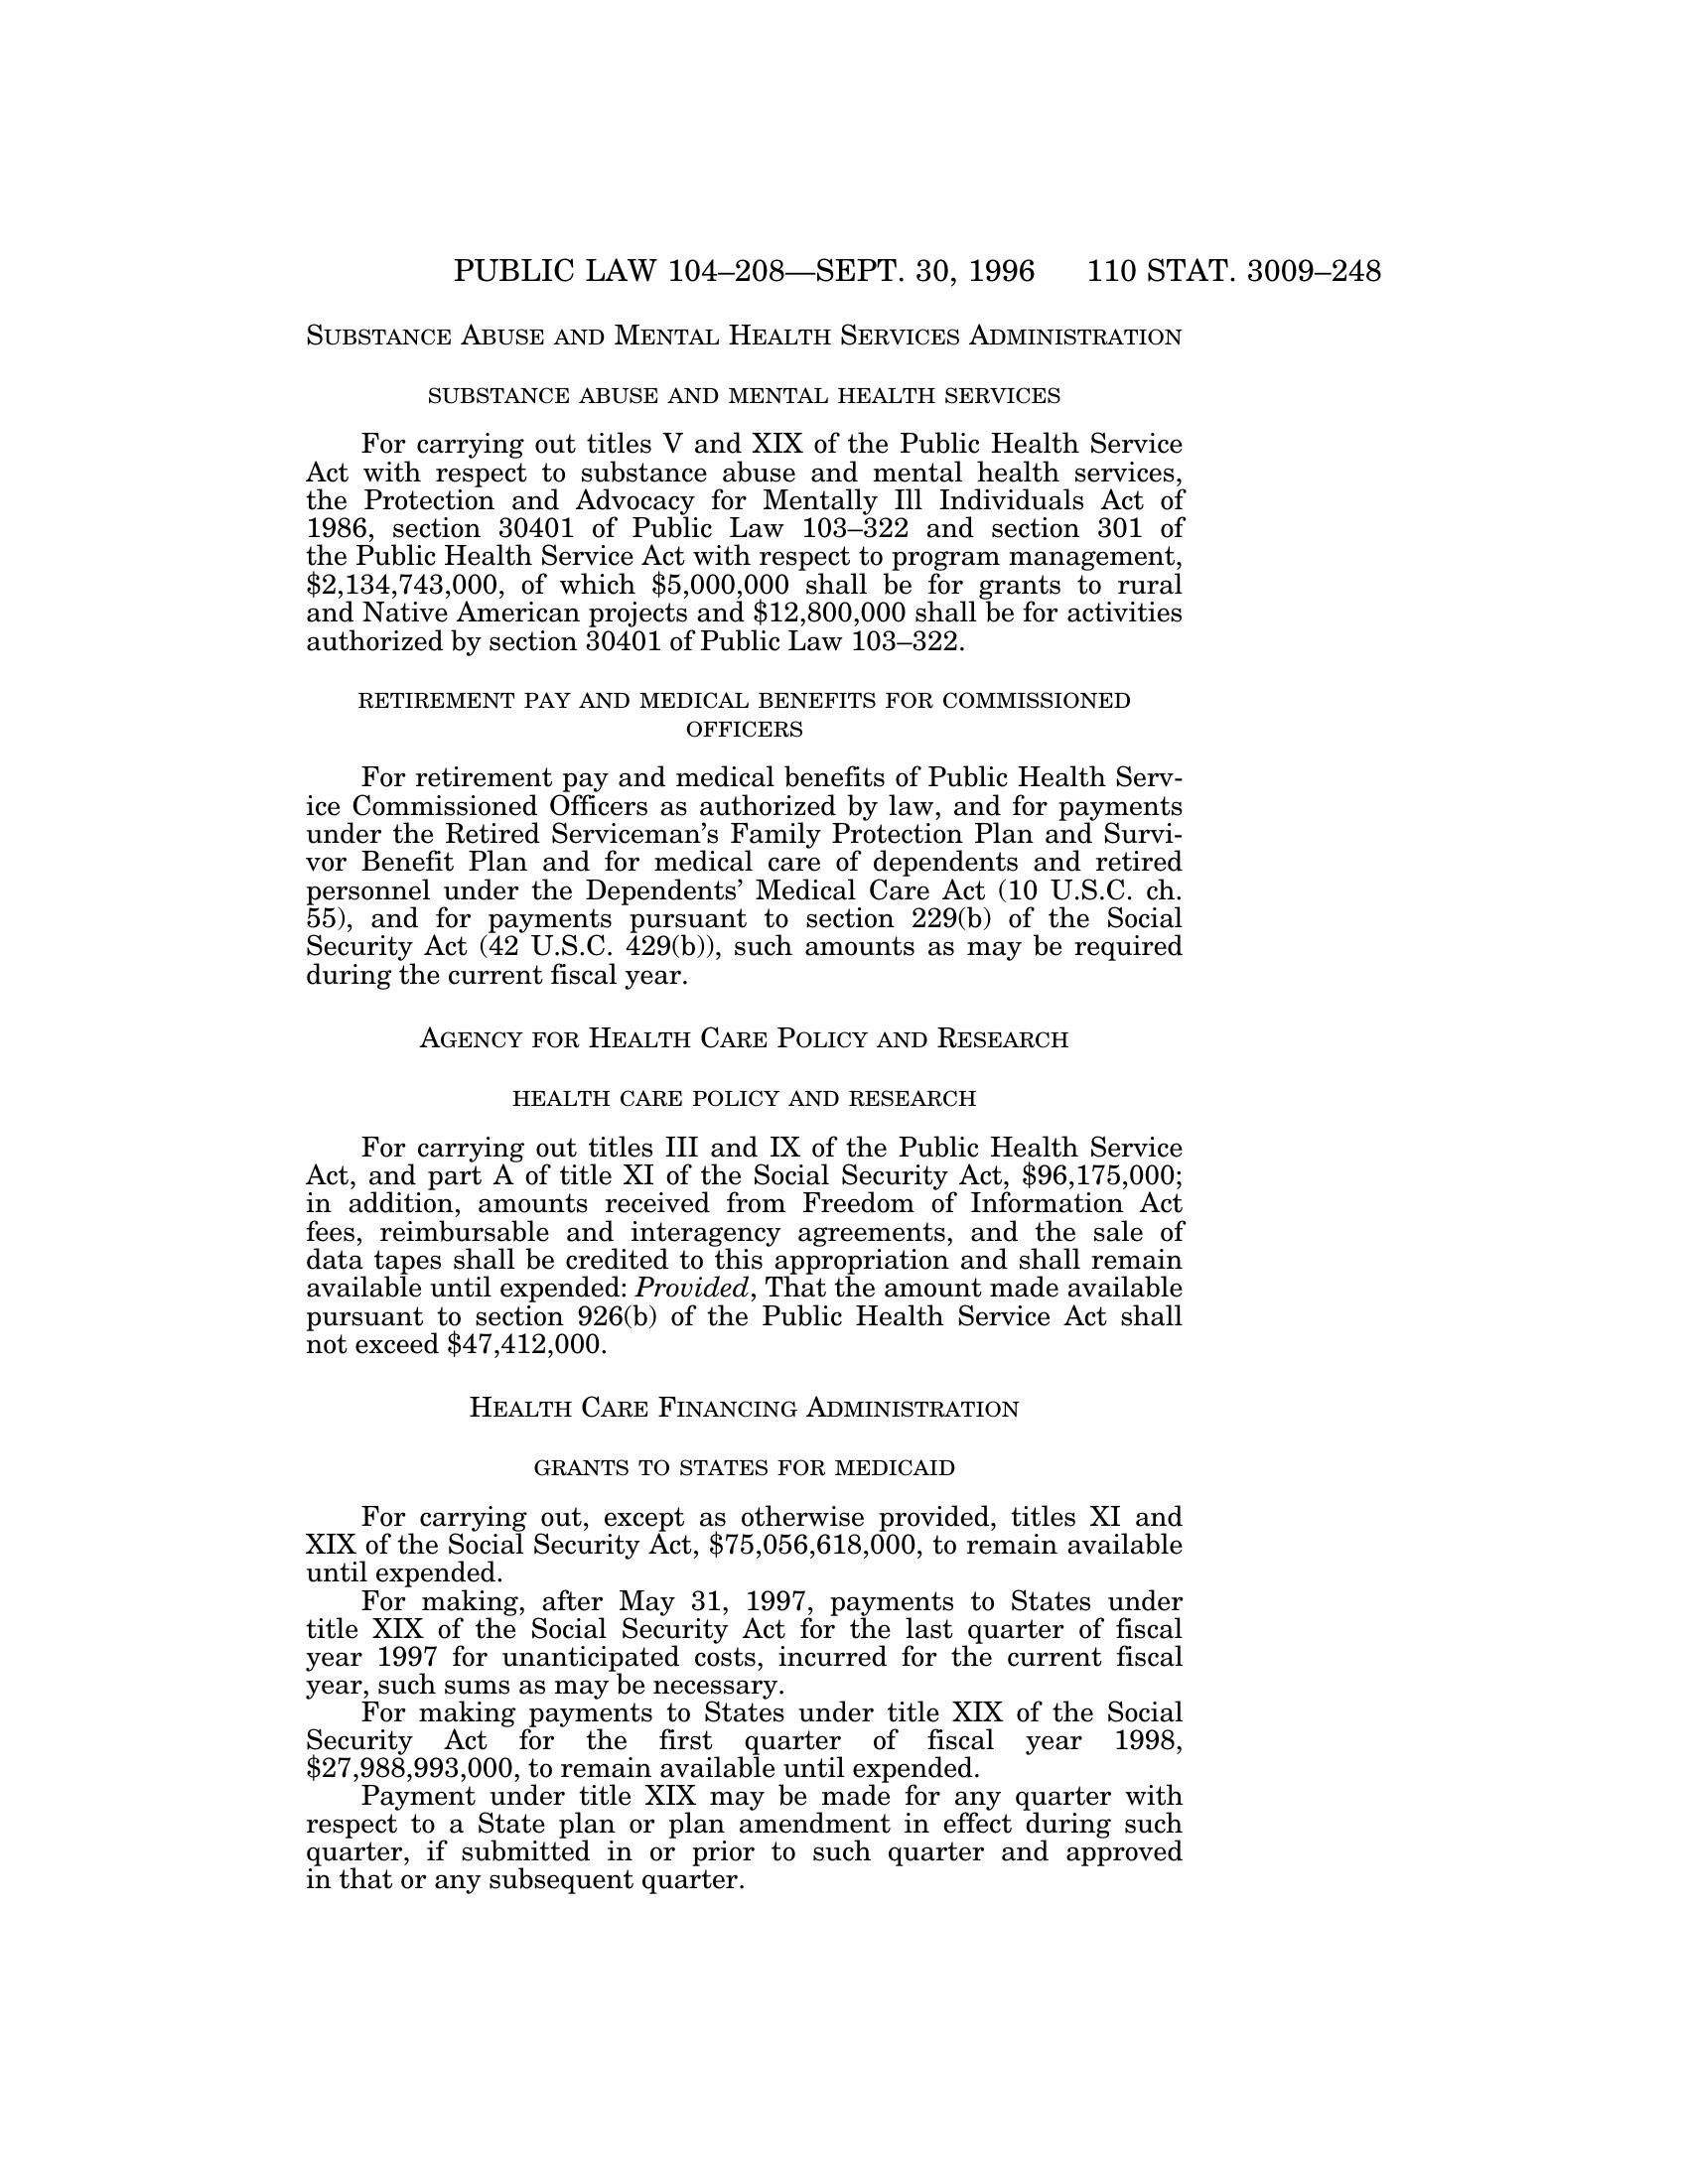 PUBLIC LAW 104–208—SEPT. 30, 1996 110 STAT. 3009–248
SUBSTANCE ABUSE AND MENTAL HEALTH SERVICES ADMINISTRATION
SUBSTANCE ABUSE AND MENTAL HEALTH SERVICES
For carrying out titles V and XIX of the Public Health Service
Act with respect to substance abuse and mental health services,
the Protection and Advocacy for Mentally Ill Individuals Act of
1986, section 30401 of Public Law 103–322 and section 301 of
the Public Health Service Act with respect to program management,
$2,134,743,000, of which $5,000,000 shall be for grants to rural
and Native American projects and $12,800,000 shall be for activities
authorized by section 30401 of Public Law 103–322.
RETIREMENT PAY AND MEDICAL BENEFITS FOR COMMISSIONED
OFFICERS
For retirement pay and medical benefits of Public Health Serv-
ice Commissioned Officers as authorized by law, and for payments
under the Retired Serviceman’s Family Protection Plan and Survi-
vor Benefit Plan and for medical care of dependents and retired
personnel under the Dependents’ Medical Care Act (10 U.S.C. ch.
55), and for payments pursuant to section 229(b) of the Social
Security Act (42 U.S.C. 429(b)), such amounts as may be required
during the current fiscal year.
AGENCY FOR HEALTH CARE POLICY AND RESEARCH
HEALTH CARE POLICY AND RESEARCH
For carrying out titles III and IX of the Public Health Service
Act, and part A of title XI of the Social Security Act, $96,175,000;
in addition, amounts received from Freedom of Information Act
fees, reimbursable and interagency agreements, and the sale of
data tapes shall be credited to this appropriation and shall remain
available until expended: Provided, That the amount made available
pursuant to section 926(b) of the Public Health Service Act shall
not exceed $47,412,000.
HEALTH CARE FINANCING ADMINISTRATION
GRANTS TO STATES FOR MEDICAID
For carrying out, except as otherwise provided, titles XI and
XIX of the Social Security Act, $75,056,618,000, to remain available
until expended.
For making, after May 31, 1997, payments to States under
title XIX of the Social Security Act for the last quarter of fiscal
year 1997 for unanticipated costs, incurred for the current fiscal
year, such sums as may be necessary.
For making payments to States under title XIX of the Social
Security Act for the first quarter of fiscal year 1998,
$27,988,993,000, to remain available until expended.
Payment under title XIX may be made for any quarter with
respect to a State plan or plan amendment in effect during such
quarter, if submitted in or prior to such quarter and approved
in that or any subsequent quarter.